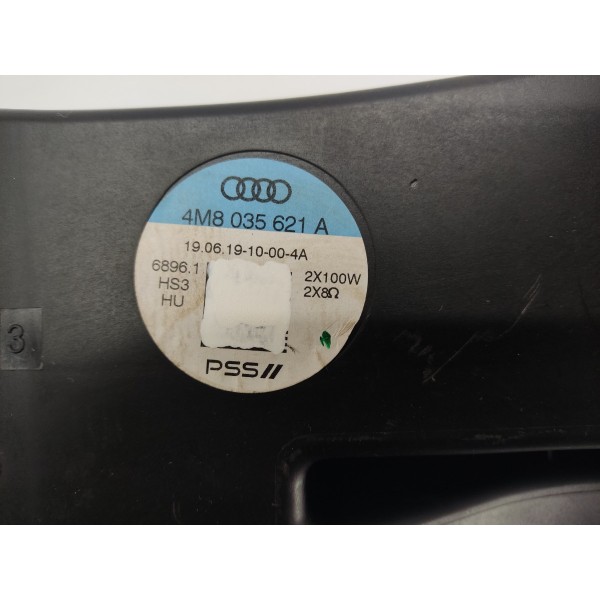 4M8 035 621 A
19.06.19-10-00-4A
6896.1
HS3
HU
2X100W
2X8Ω
PSS//
3